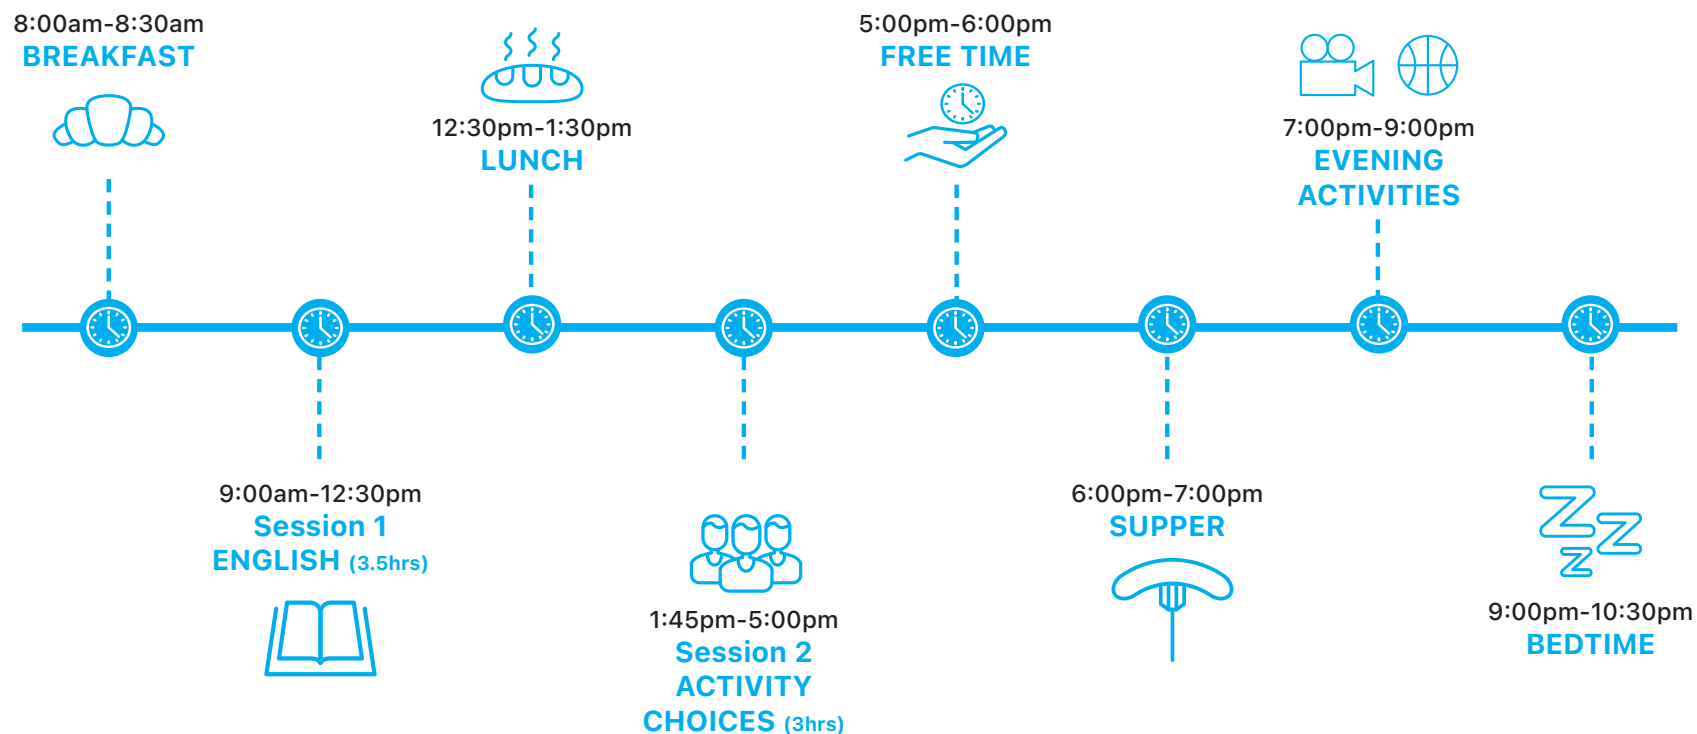 8:00am-8:30am
BREAKFAST
9:00am-12:30pm
Session 1
ENGLISH (3.5hrs)
12:30pm-1:30pm
LUNCH
1:45pm-5:00pm
Session 2
ACTIVITY
CHOICES (3hrs)
5:00pm-6:00pm
FREE TIME
6:00pm-7:00pm
SUPPER
7:00pm-9:00pm
EVENING
ACTIVITIES
ZZZ
9:00pm-10:30pm
BEDTIME